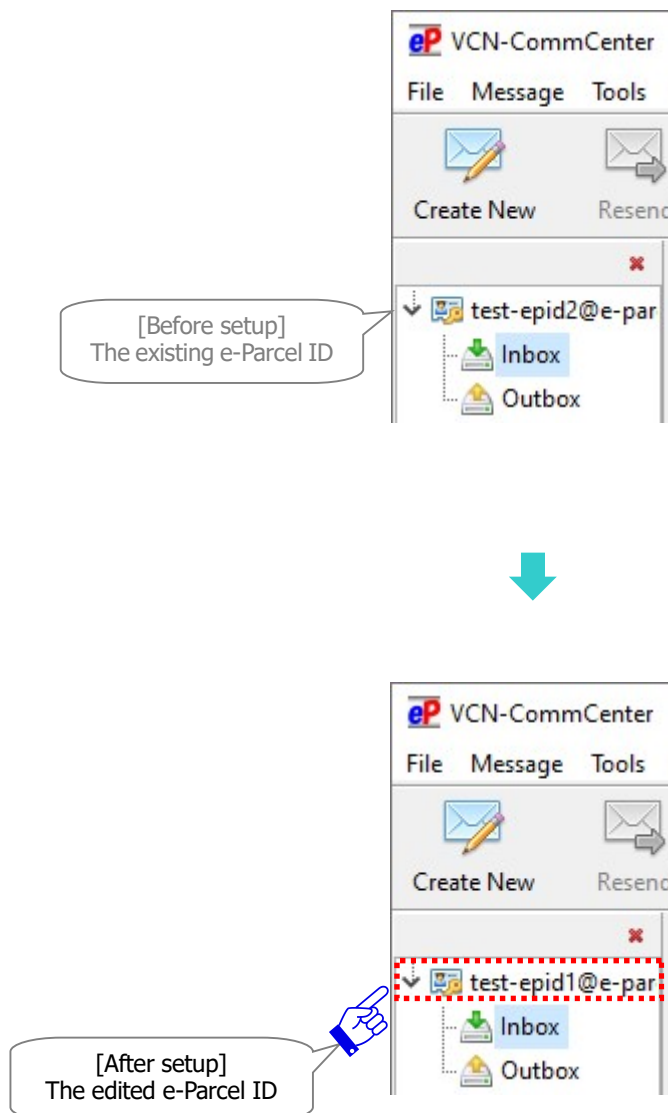 eP VCN-CommCenter
File Message Tools
Create New Resend
test-epid2@e-par
[Before setup]
The existing e-Parcel ID
Inbox
Outbox
eP VCN-CommCenter
File Message Tools
Create New Resend
test-epid1@e-par
Inbox
[After setup]
The edited e-Parcel ID
Outbox